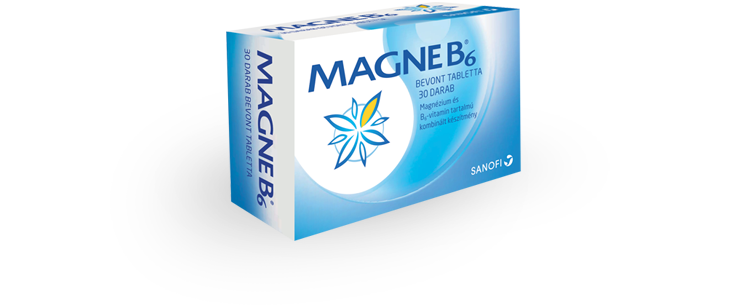 MAGNE B6®
BEVONT TABLETTA
30 DARAB
Magnézium és
B₆-vitamin tartalmú
kombinált készítmény
SANOFI
MAGNE B6
30 DARAB BEVONT TABLETTA